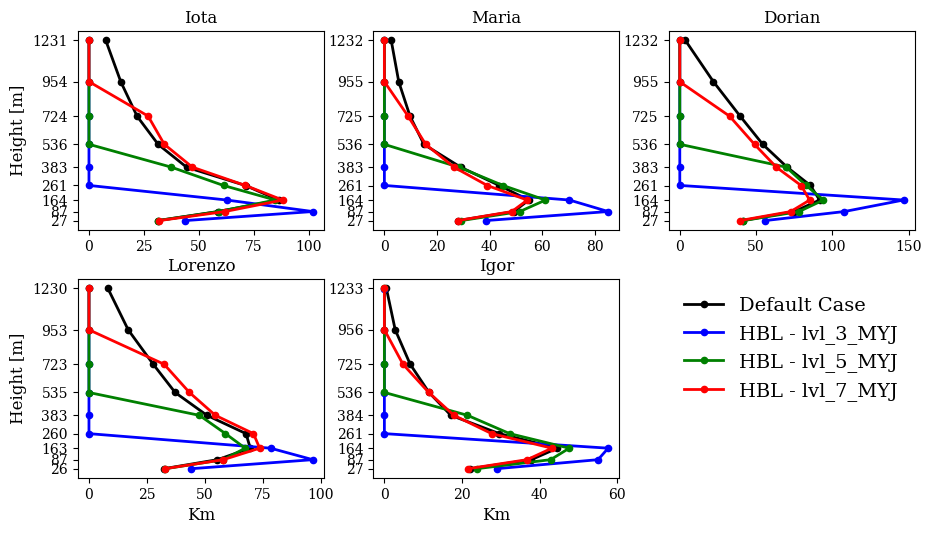 Iota
Maria
Dorian
Height [m]
1231
954
724
536
383
261
164
87
27
0 25 50 75 100
1232
955
725
536
383
261
164
87
27
0 20 40 60 80
1232
955
725
536
383
261
164
87
27
0 50 100 150
Lorenzo
Igor
Height [m]
1230
953
723
535
383
260
163
87
26
0 25 50 75 100
Km
1233
956
725
536
384
261
164
87
27
0 20 40 60
Km
Default Case
HBL - lvl_3_MYJ
HBL - lvl_5_MYJ
HBL - lvl_7_MYJ